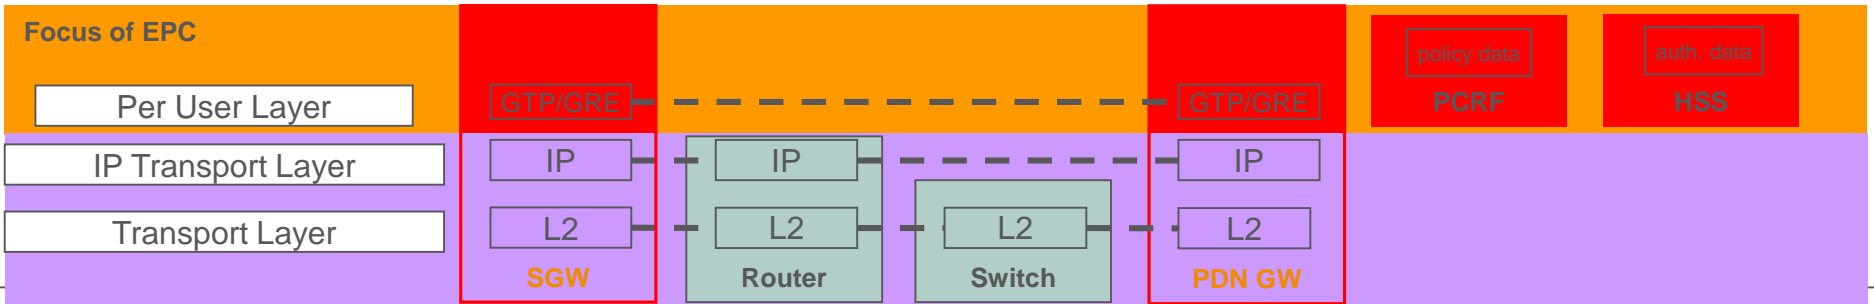 Focus of EPC
policy data
auth. data
Per User Layer
GTP/GRE
GTP/GRE
PCRF
HSS
IP Transport Layer
IP
IP
IP
Transport Layer
L2
L2
L2
L2
SGW
Router
Switch
PDN GW